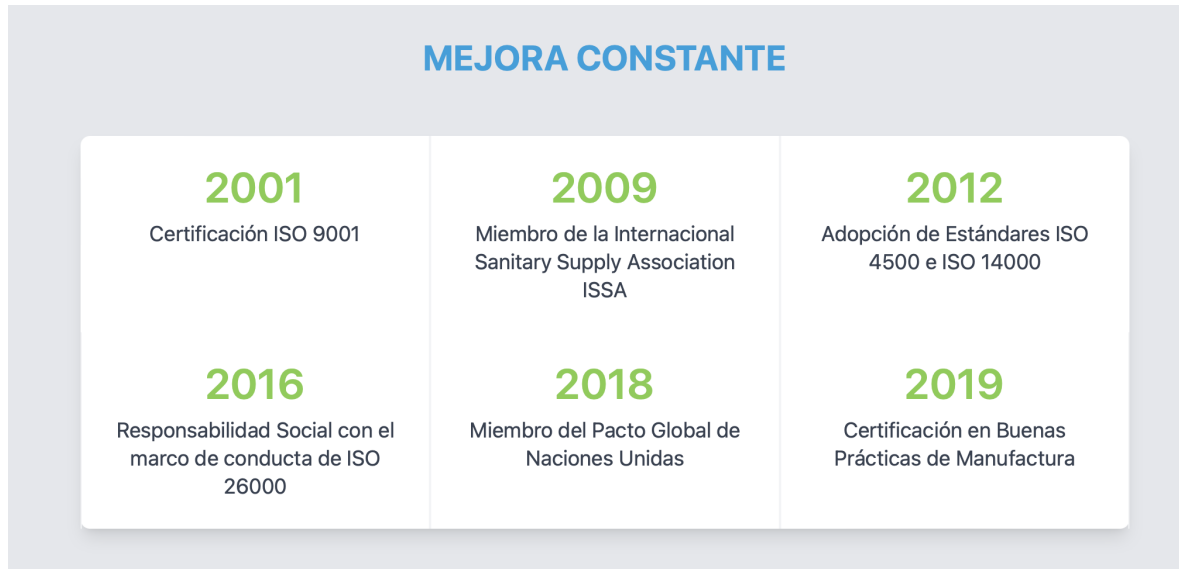 MEJORA CONSTANTE
2001
Certificación ISO 9001
2009
Miembro de la Internacional
Sanitary Supply Association
ISSA
2012
Adopción de Estándares ISO
4500 e ISO 14000
2016
Responsabilidad Social con el
marco de conducta de ISO
26000
2018
Miembro del Pacto Global de
Naciones Unidas
2019
Certificación en Buenas
Prácticas de Manufactura